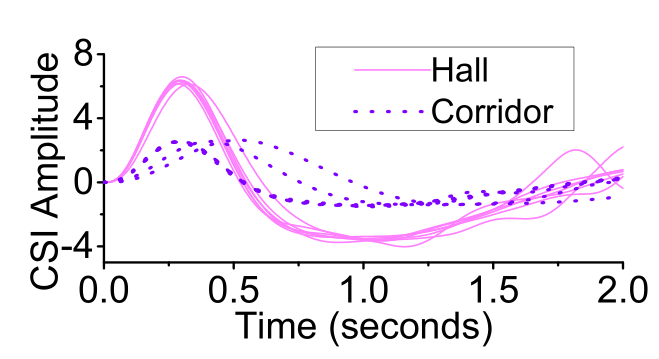 8
4
0
-4
CSI Amplitude
Hall
Corridor
0.0 0.5 1.0 1.5 2.0
Time (seconds)